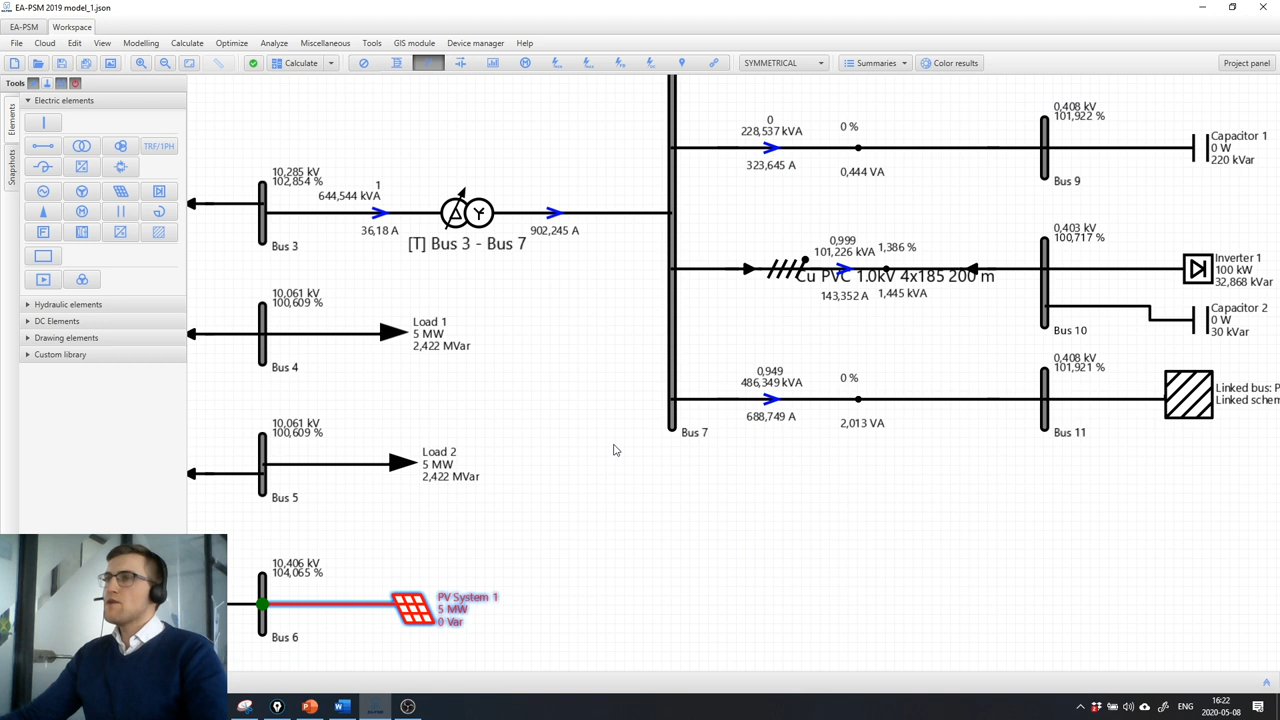 EA-PSM 2019 model_1.json
EA-PSM
Workspace
File Cloud Edit View Modelling Calculate Optimize Analyze Miscellaneous Tools GIS module Device manager Help
Calculate
SYMMETRICAL
Summaries
Color results
Project panel
Tools
Elements
Snapshots
Electric elements
TRF/1PH
Hydraulic elements
DC Elements
Drawing elements
Custom library
10,285 kV
102,854 %
Bus 3
1
644,544 kVA
36,18 A
[T] Bus 3 - Bus 7
902,245 A
10,061 kV
100,609 %
Bus 4
Load 1
5 MW
2,422 MVar
10,061 kV
100,609 %
Bus 5
Load 2
5 MW
2,422 MVar
10,406 kV
104,065 %
Bus 6
PV System 1
5 MW
0 Var
Bus 7
0
228,537 kVA
323,645 A
0 %
0,444 VA
0,408 kV
101,922 %
Bus 9
Capacitor 1
0 W
220 kVar
0,999
101,226 kVA
143,352 A
1,386 %
Cu PVC 1.0kV 4x185 200 m
1,445 kVA
0,403 kV
100,717 %
Bus 10
Inverter 1
100 kW
32,868 kVar
Capacitor 2
0 W
30 kVar
0,949
486,349 kVA
688,749 A
0 %
2,013 VA
0,408 kV
101,921 %
Bus 11
Linked bus: P
Linked schem
16:22
2020-05-08